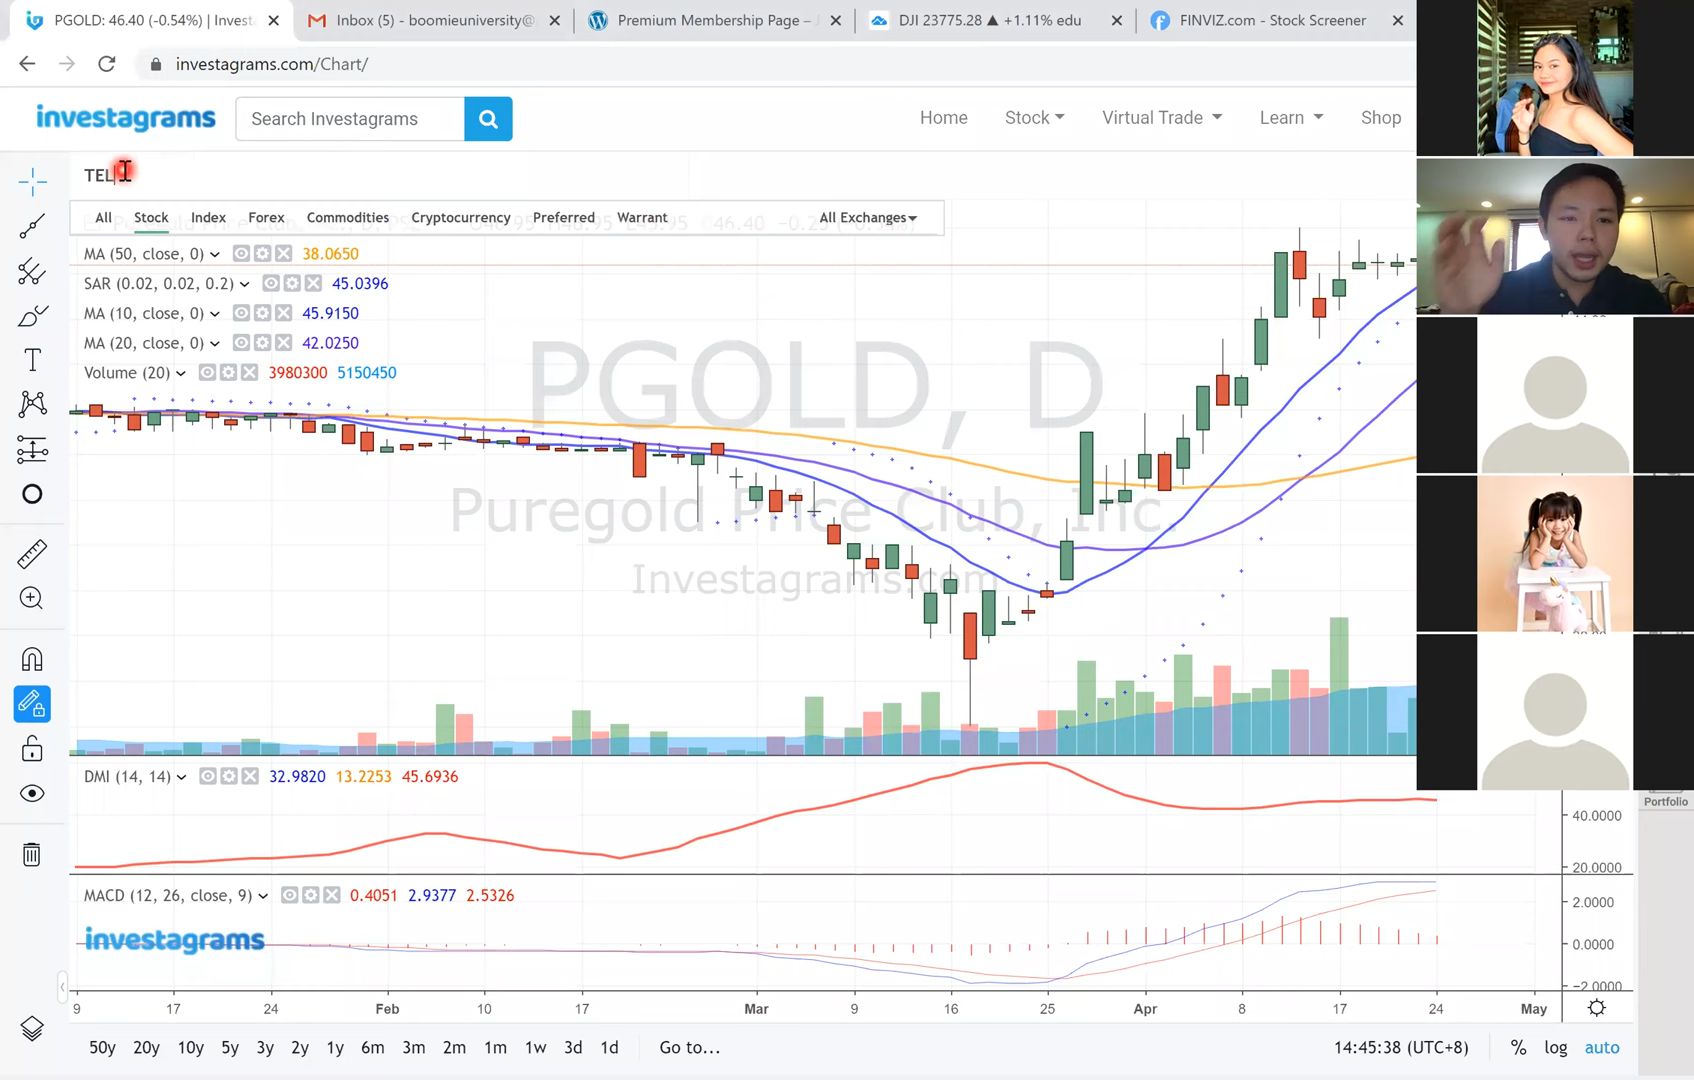 PGOLD: 46.40 (-0.54%) | Invest
Inbox (5) - boomieuniversity@
Premium Membership Page –
DJI 23775.28 ▲ +1.11% edu
FINVIZ.com - Stock Screener
investagrams.com/Chart/
investagrams
Search Investagrams
Home
Stock
Virtual Trade
Learn
Shop
TEL
All
Stock
Index
Forex
Commodities
Cryptocurrency
Preferred
Warrant
All Exchanges
MA (50, close, 0) 38.0650
SAR (0.02, 0.02, 0.2) 45.0396
MA (10, close, 0) 45.9150
MA (20, close, 0) 42.0250
Volume (20) 3980300 5150450
PGOLD, D
Puregold Price Club, Inc.
Investagrams.com
Portfolio
DMI (14, 14) 32.9820 13.2253 45.6936
40.0000
20.0000
MACD (12, 26, close, 9) 0.4051 2.9377 2.5326
investagrams
2.0000
0.0000
-2.0000
9 17 24 Feb 10 17 Mar 9 16 25 Apr 8 17 24 May
50y 20y 10y 5y 3y 2y 1y 6m 3m 2m 1m 1w 3d 1d Go to...
14:45:38 (UTC+8) % log auto